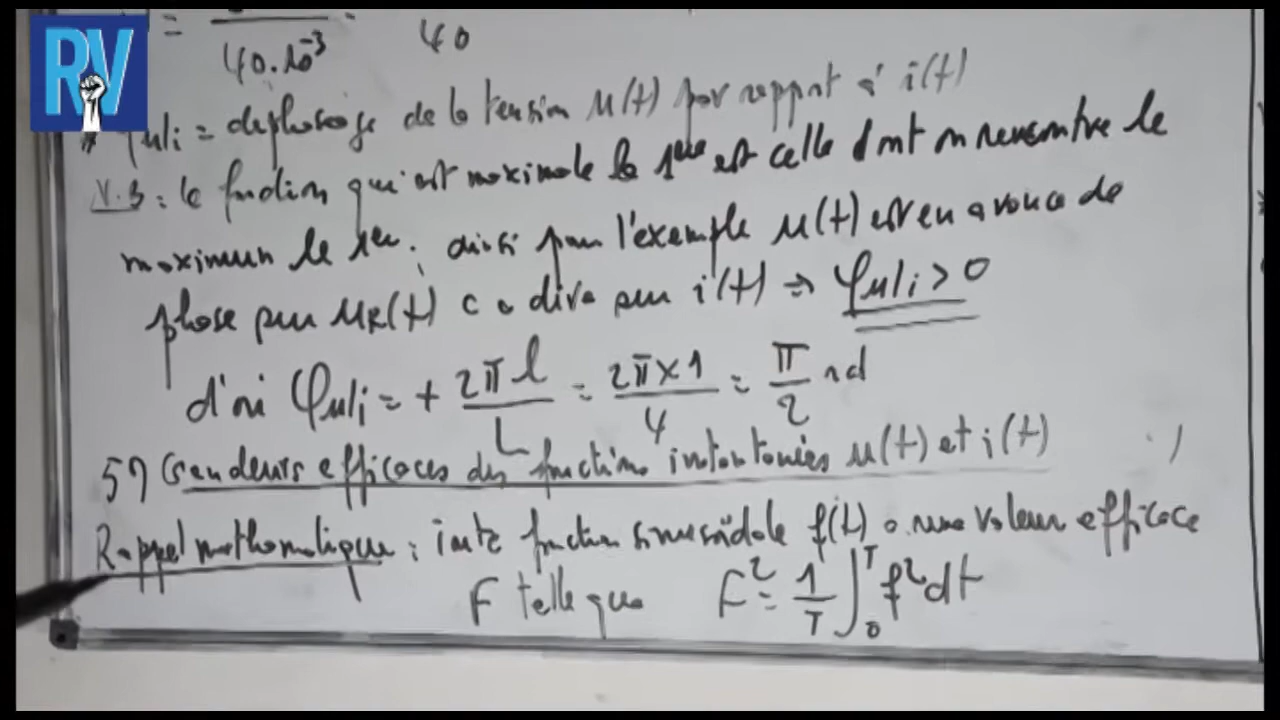 RV
= 40.10⁻³ 40
φu/i = déphasage de la tension u(t) par rapport à i(t)
N.B : la fonction qui est maximale la 1ère est celle dont on rencontre le
maximum le 1er. ainsi pour l'exemple u(t) est en avance de
phase sur uR(t) c a dire sur i(t) ⇒ φu/i > 0
d'où φu/i = + 2πl/L = 2π×1/4 = π/2 rd
5) Grandeurs efficaces des fonctions instantanées u(t) et i(t)
Rappel mathématique : toute fonction sinusoïdale f(t) a une valeur efficace
F telle que F² = 1/T ∫₀ᵀ f² dt